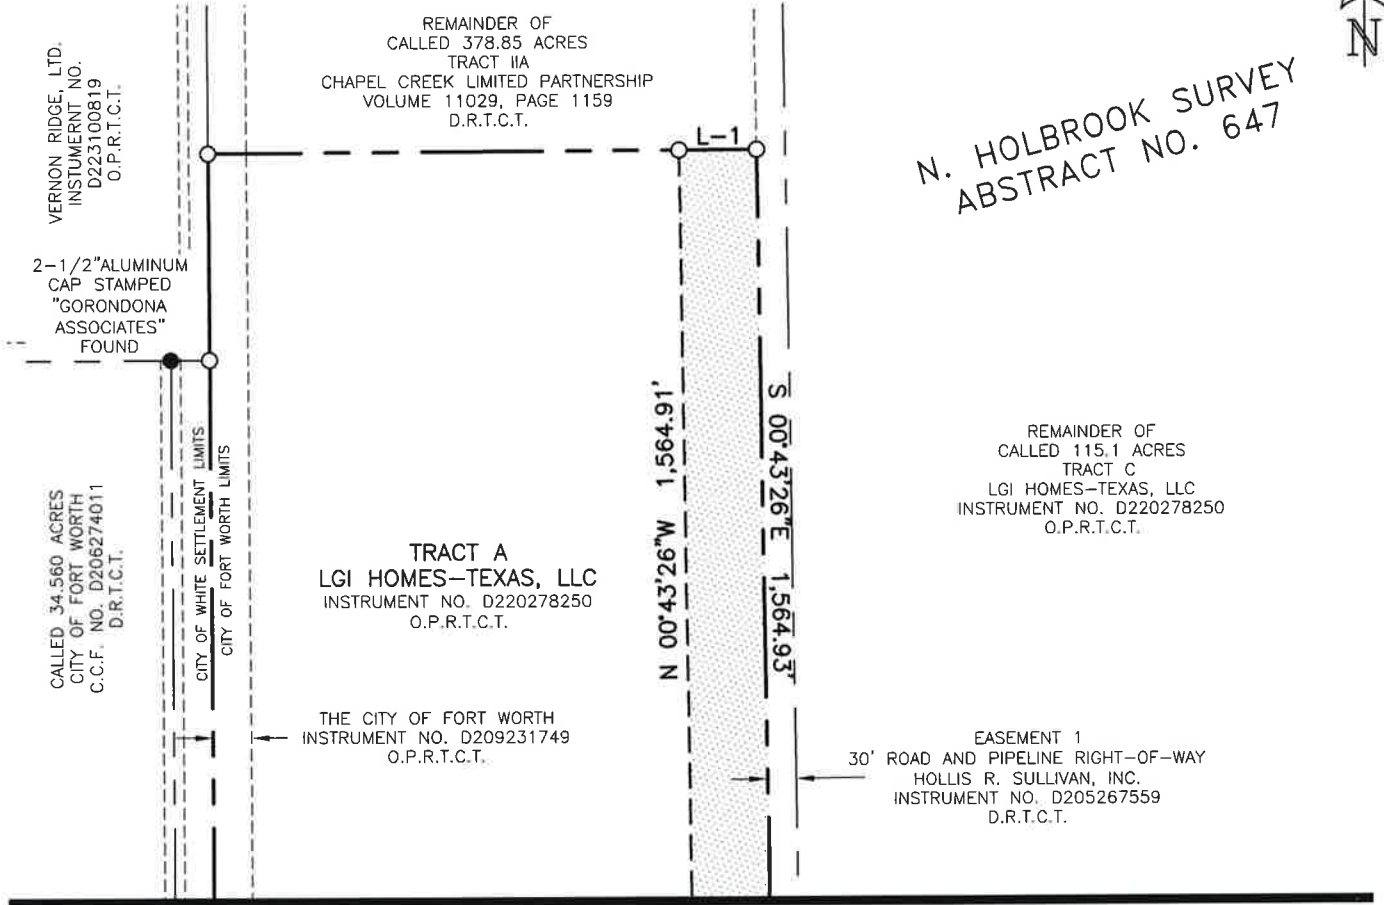 REMAINDER OF
CALLED 378.85 ACRES
TRACT IIA
CHAPEL CREEK LIMITED PARTNERSHIP
VOLUME 11029, PAGE 1159
D.R.T.C.T.
N
N. HOLBROOK SURVEY
ABSTRACT NO. 647
VERNON RIDGE, LTD.
INSTUMERNT NO.
D223100819
O.P.R.T.C.T.
L-1
2-1/2"ALUMINUM
CAP STAMPED
"GORONDONA
ASSOCIATES"
FOUND
CITY OF WHITE SETTLEMENT LIMITS
CITY OF FORT WORTH LIMITS
N 00°43'26"W 1,564.91'
S 00°43'26"E 1,564.93'
REMAINDER OF
CALLED 115.1 ACRES
TRACT C
LGI HOMES-TEXAS, LLC
INSTRUMENT NO. D220278250
O.P.R.T.C.T.
CALLED 34.560 ACRES
CITY OF FORT WORTH
C.C.F. NO. D206274011
D.R.T.C.T.
TRACT A
LGI HOMES-TEXAS, LLC
INSTRUMENT NO. D220278250
O.P.R.T.C.T.
THE CITY OF FORT WORTH
INSTRUMENT NO. D209231749
O.P.R.T.C.T.
EASEMENT 1
30' ROAD AND PIPELINE RIGHT-OF-WAY
HOLLIS R. SULLIVAN, INC.
INSTRUMENT NO. D205267559
D.R.T.C.T.